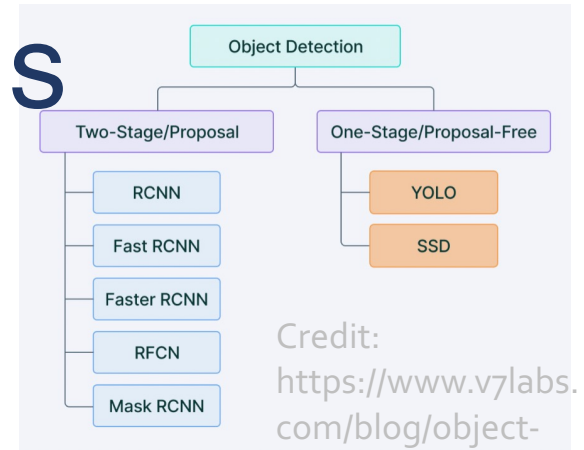 Object Detection
s
Two-Stage/Proposal
One-Stage/Proposal-Free
RCNN
Fast RCNN
Faster RCNN
RFCN
Mask RCNN
YOLO
SSD
Credit:
https://www.v7labs.
com/blog/object-